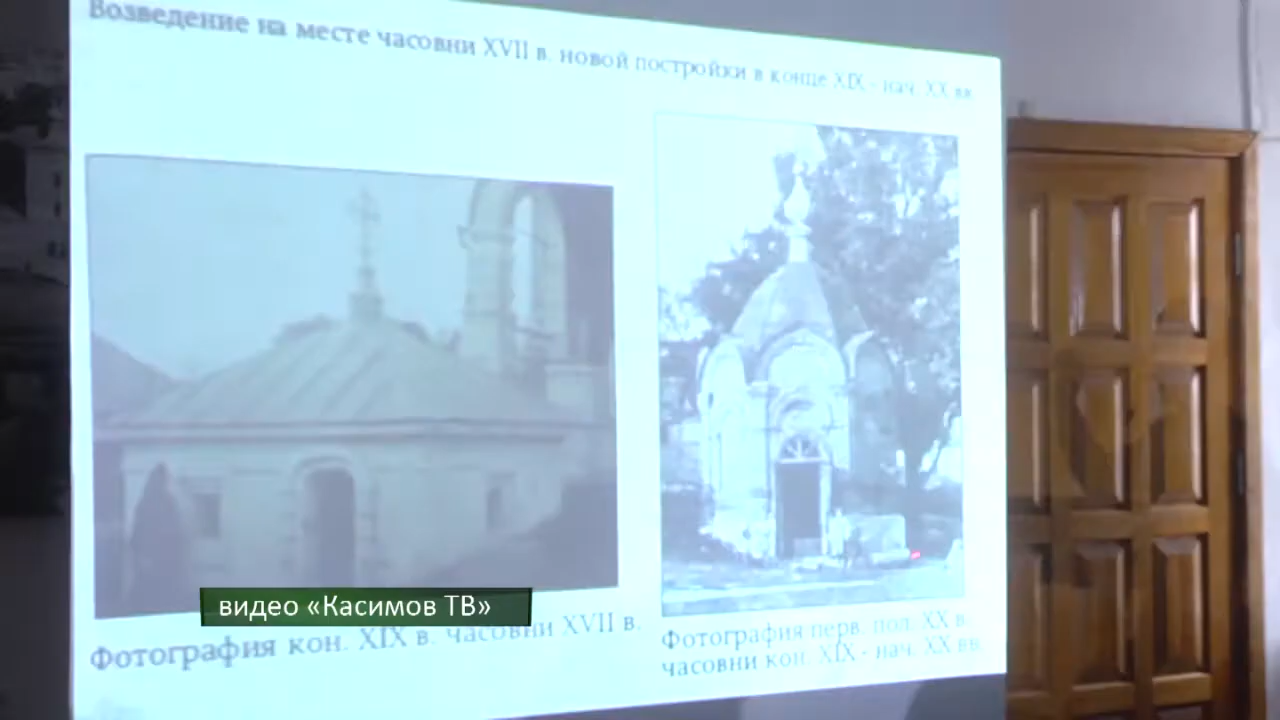 Возведение на месте часовни XVII в. новой постройки в конце XIX - нач. XX вв.
Фотография кон. XIX в. часовни XVII в.
Фотография перв. пол. XX в.
часовни кон. XIX - нач. XX вв.
видео «Касимов ТВ»